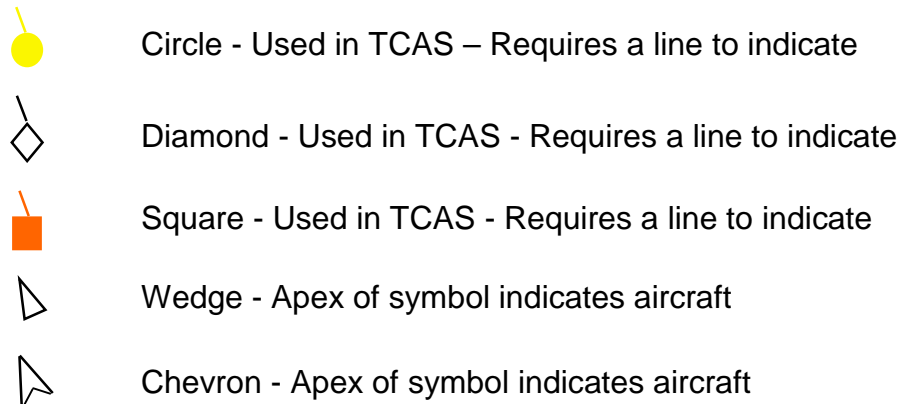 Circle - Used in TCAS – Requires a line to indicate
Diamond - Used in TCAS - Requires a line to indicate
Square - Used in TCAS - Requires a line to indicate
Wedge - Apex of symbol indicates aircraft
Chevron - Apex of symbol indicates aircraft